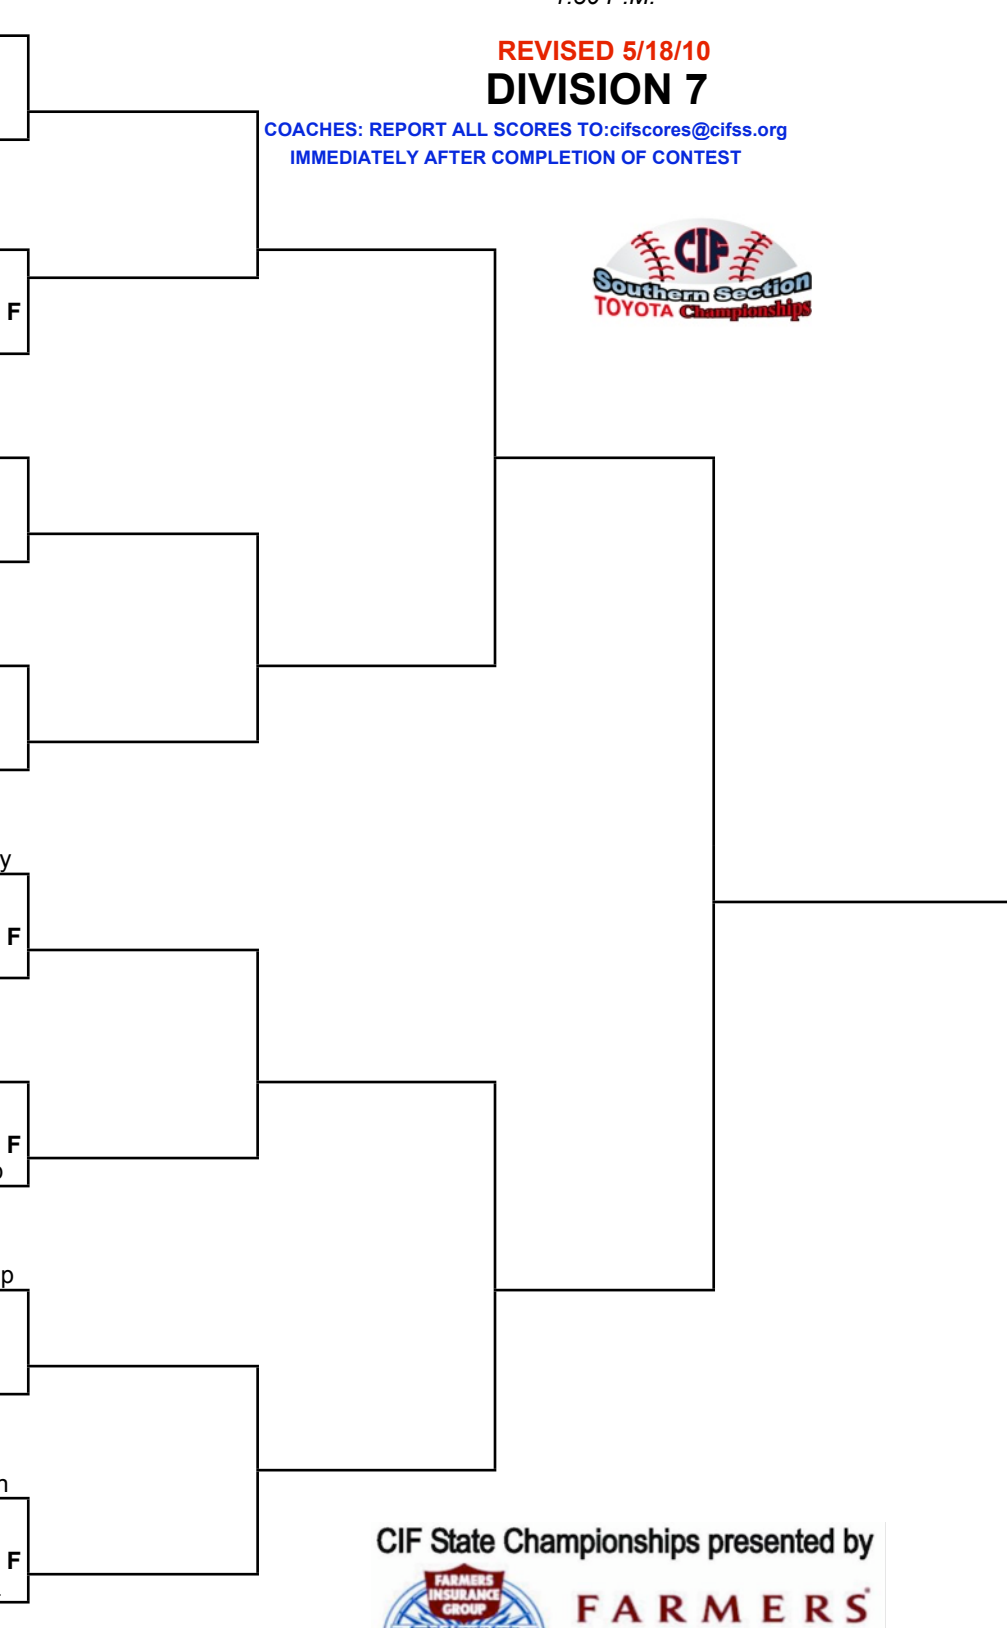 REVISED 5/18/10
DIVISION 7
COACHES: REPORT ALL SCORES TO:cifscores@cifss.org
IMMEDIATELY AFTER COMPLETION OF CONTEST
CIF
Southern Section
TOYOTA Championships
F
y
F
F
p
F
CIF State Championships presented by
FARMERS
INSURANCE
GROUP
FARMERS